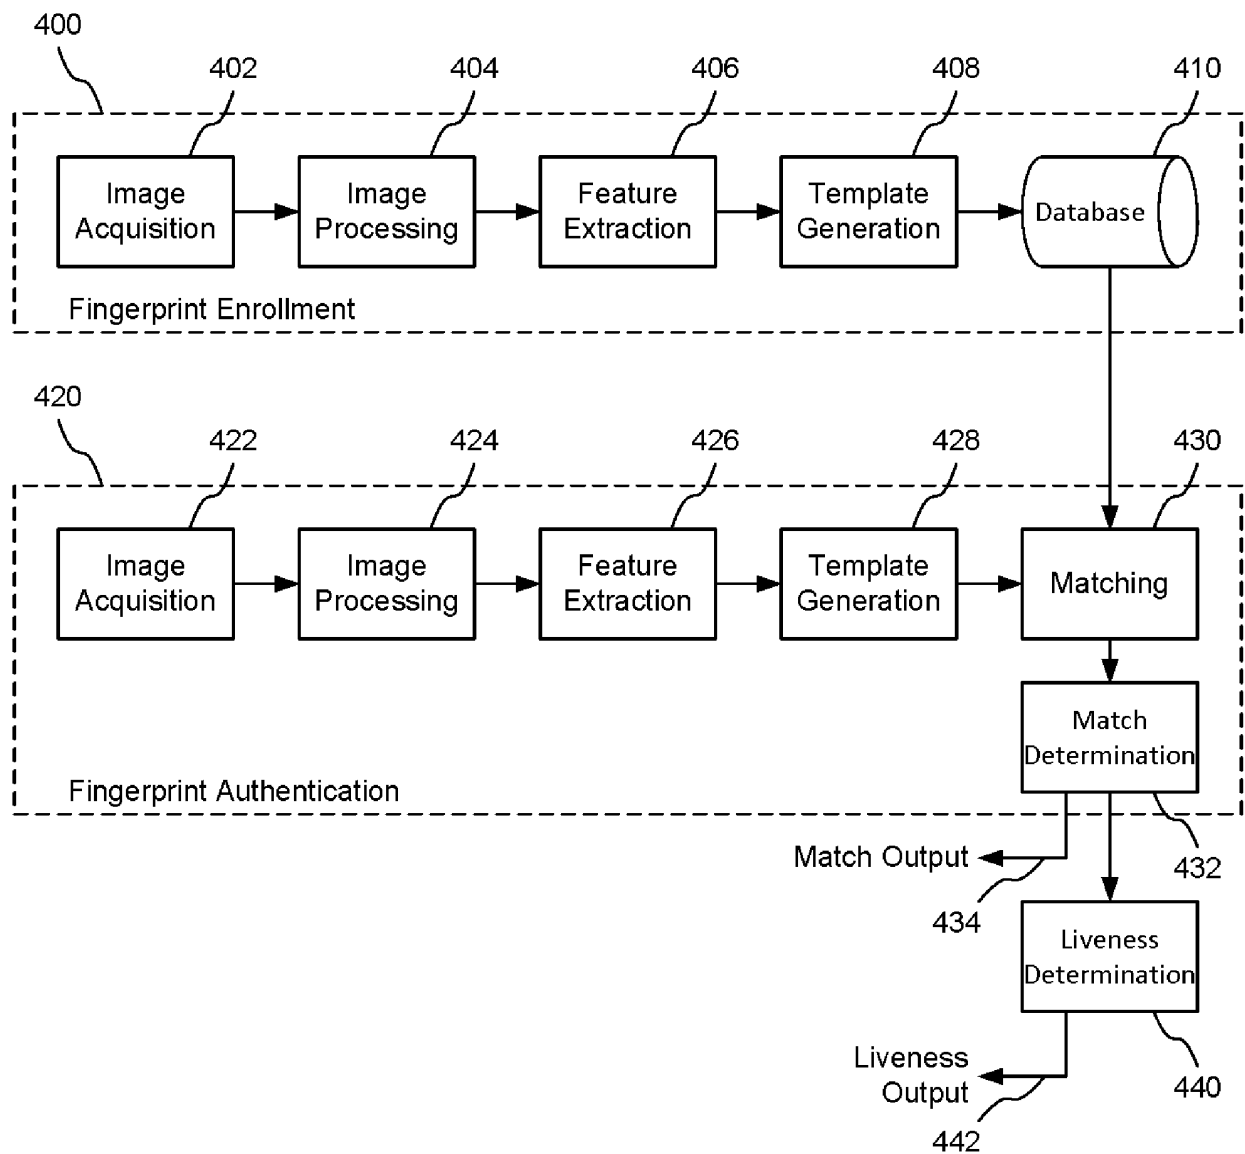 400
402
404
406
408
410
Image
Acquisition
Image
Processing
Feature
Extraction
Template
Generation
Database
Fingerprint Enrollment
420
422
424
426
428
430
Image
Acquisition
Image
Processing
Feature
Extraction
Template
Generation
Matching
Match
Determination
Fingerprint Authentication
Match Output
434
432
Liveness
Determination
Liveness
Output
442
440